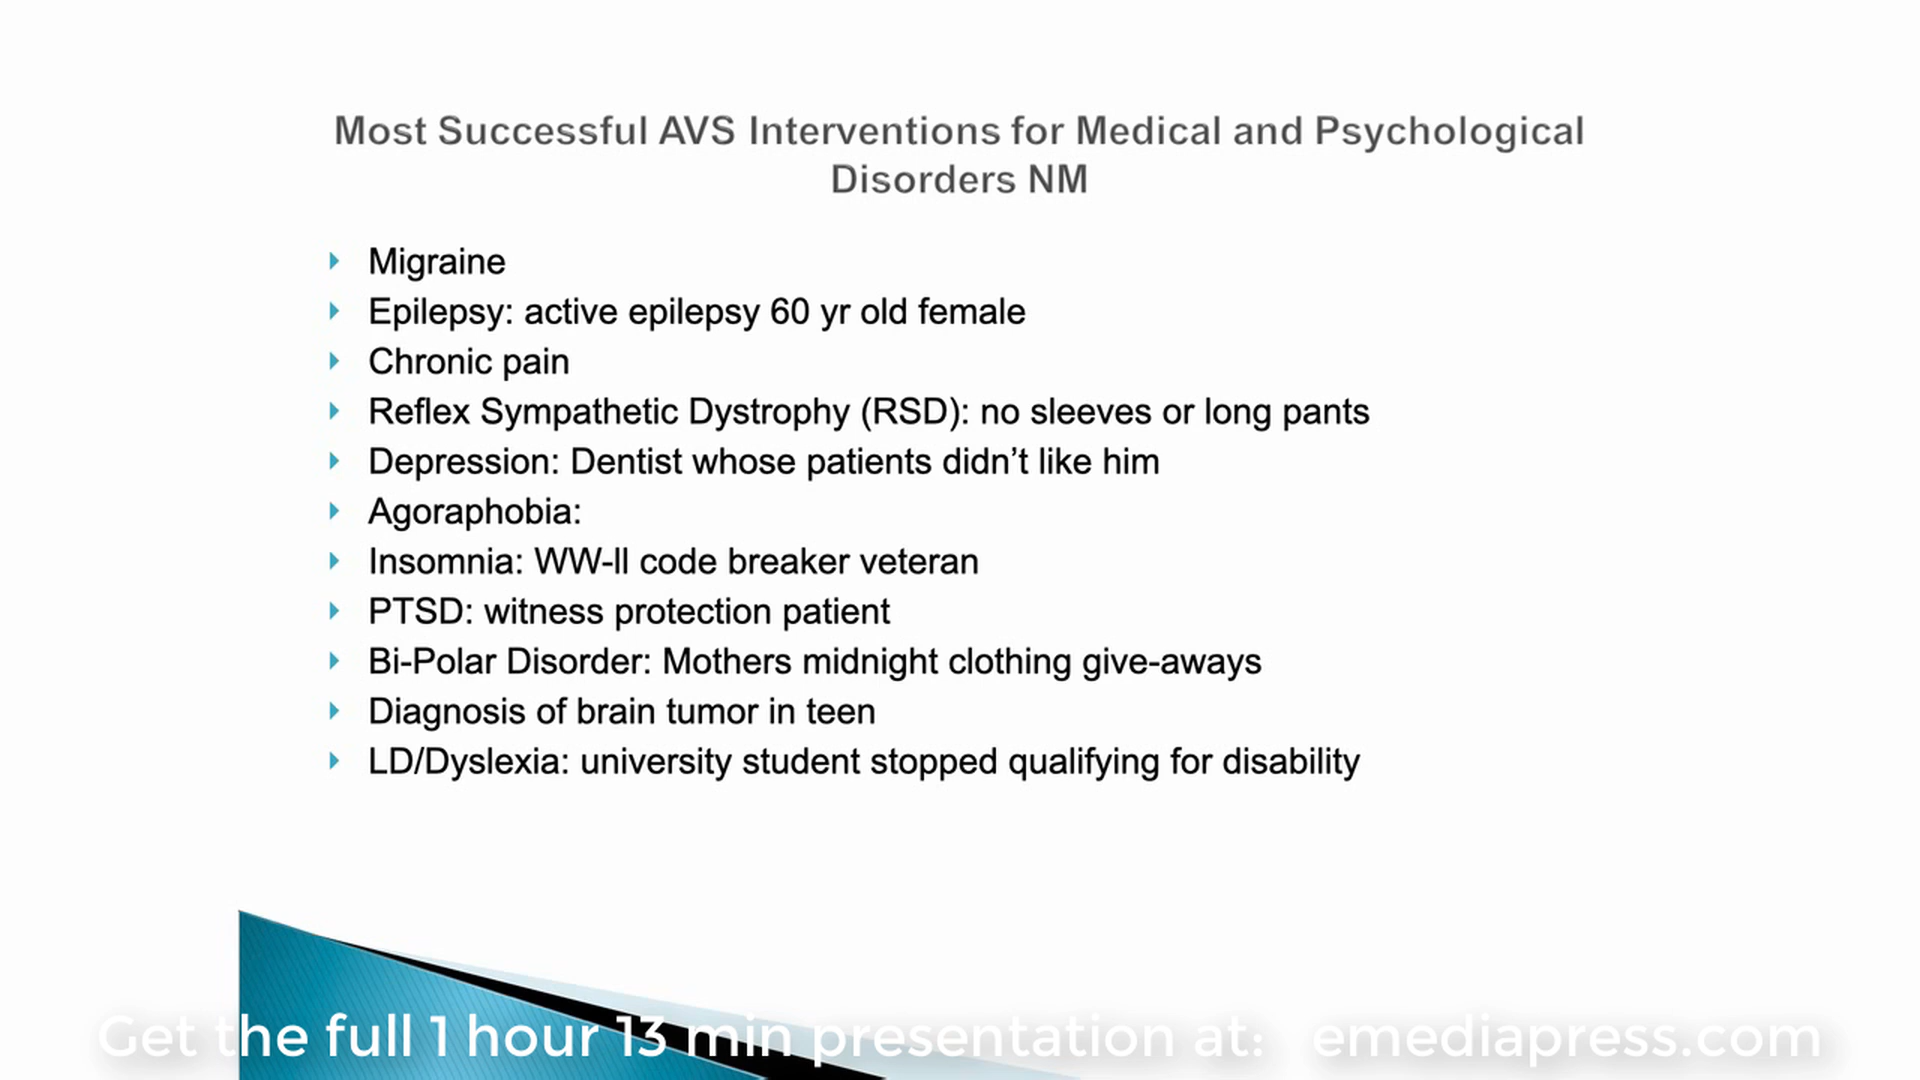 Most Successful AVS Interventions for Medical and Psychological
Disorders NM
Migraine
Epilepsy: active epilepsy 60 yr old female
Chronic pain
Reflex Sympathetic Dystrophy (RSD): no sleeves or long pants
Depression: Dentist whose patients didn't like him
Agoraphobia:
Insomnia: WW-ll code breaker veteran
PTSD: witness protection patient
Bi-Polar Disorder: Mothers midnight clothing give-aways
Diagnosis of brain tumor in teen
LD/Dyslexia: university student stopped qualifying for disability
Get the full 1 hour 13 min presentation at: emediapress.com